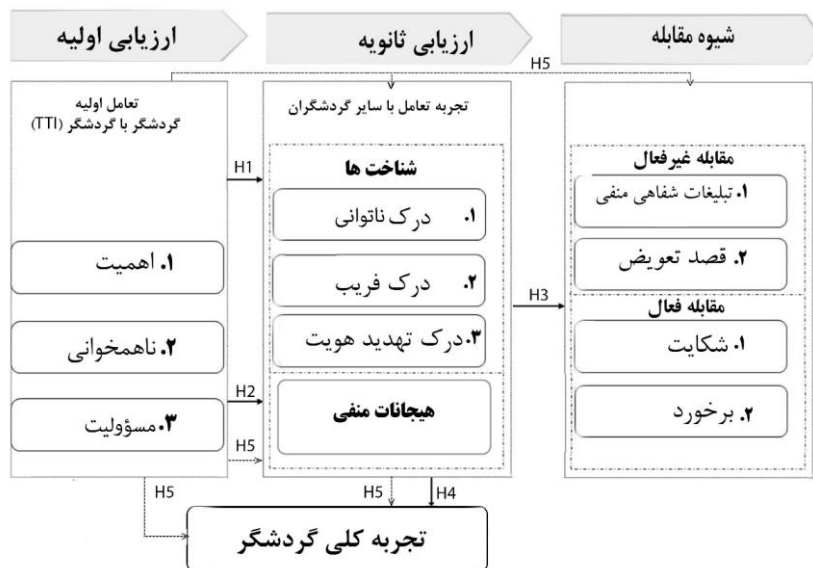 ارزیابی اولیه
ارزیابی ثانویه
شیوه مقابله
H5
تعامل اولیه
گردشگر با گردشگر (TTI)
۱. اهمیت
۲. ناهمخوانی
۳. مسؤولیت
H1
H2
H5
تجربه تعامل با سایر گردشگران
شناخت ها
۱. درک ناتوانی
۲. درک فریب
۳. درک تهدید هویت
هیجانات منفی
H3
مقابله غیرفعال
۱. تبلیغات شفاهی منفی
۲. قصد تعویض
مقابله فعال
۱. شکایت
۲. برخورد
H5
H5
H4
تجربه کلی گردشگر